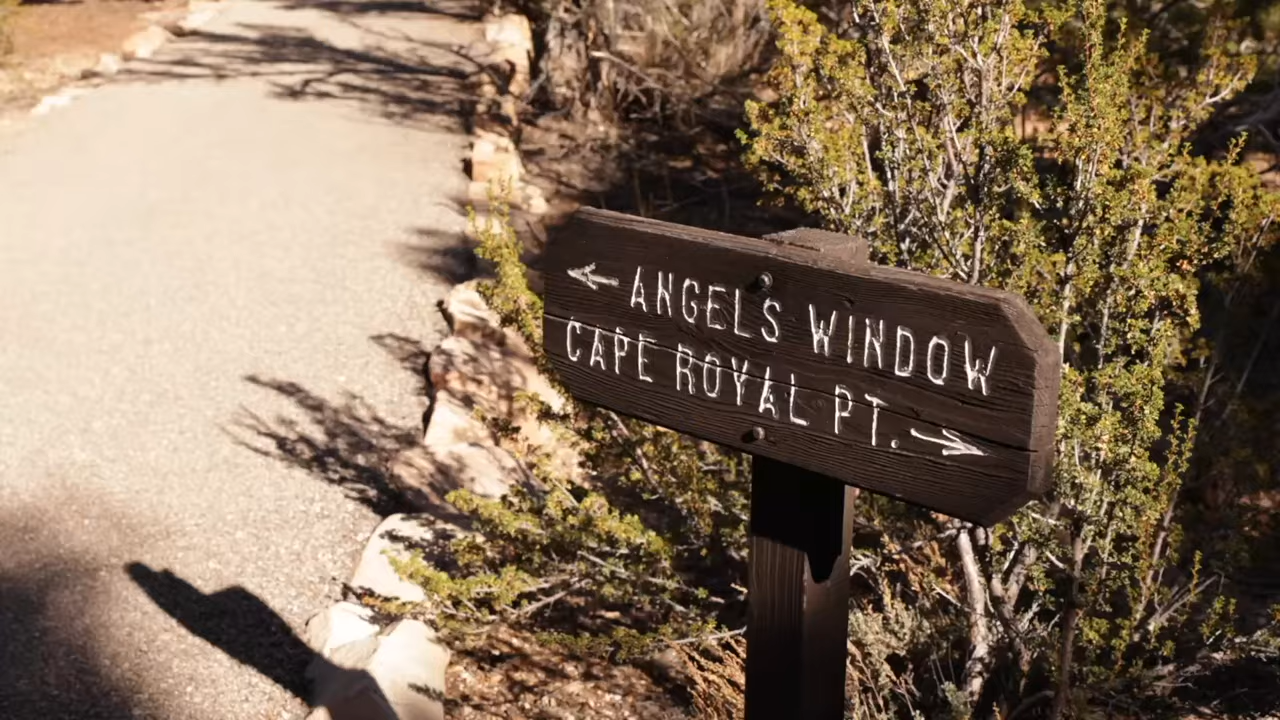 ← ANGELS WINDOW
CAPE ROYAL PT. →